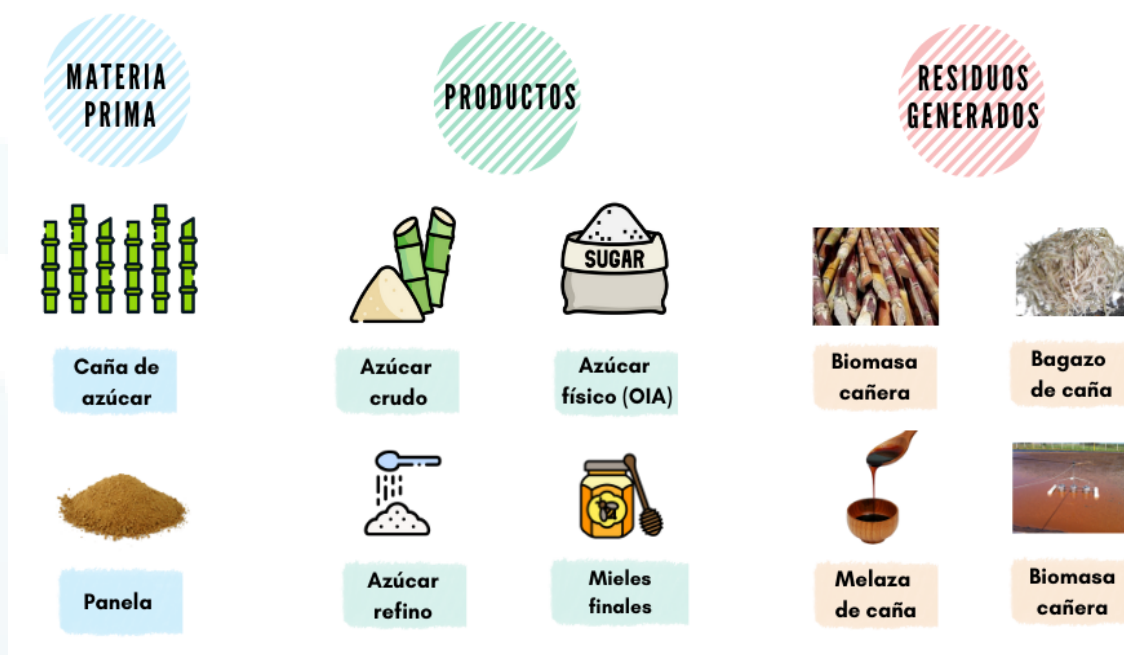 MATERIA
PRIMA
PRODUCTOS
RESIDUOS
GENERADOS
SUGAR
Caña de
azúcar
Azúcar
crudo
Azúcar
físico (OIA)
Biomasa
cañera
Bagazo
de caña
Panela
Azúcar
refino
Mieles
finales
Melaza
de caña
Biomasa
cañera